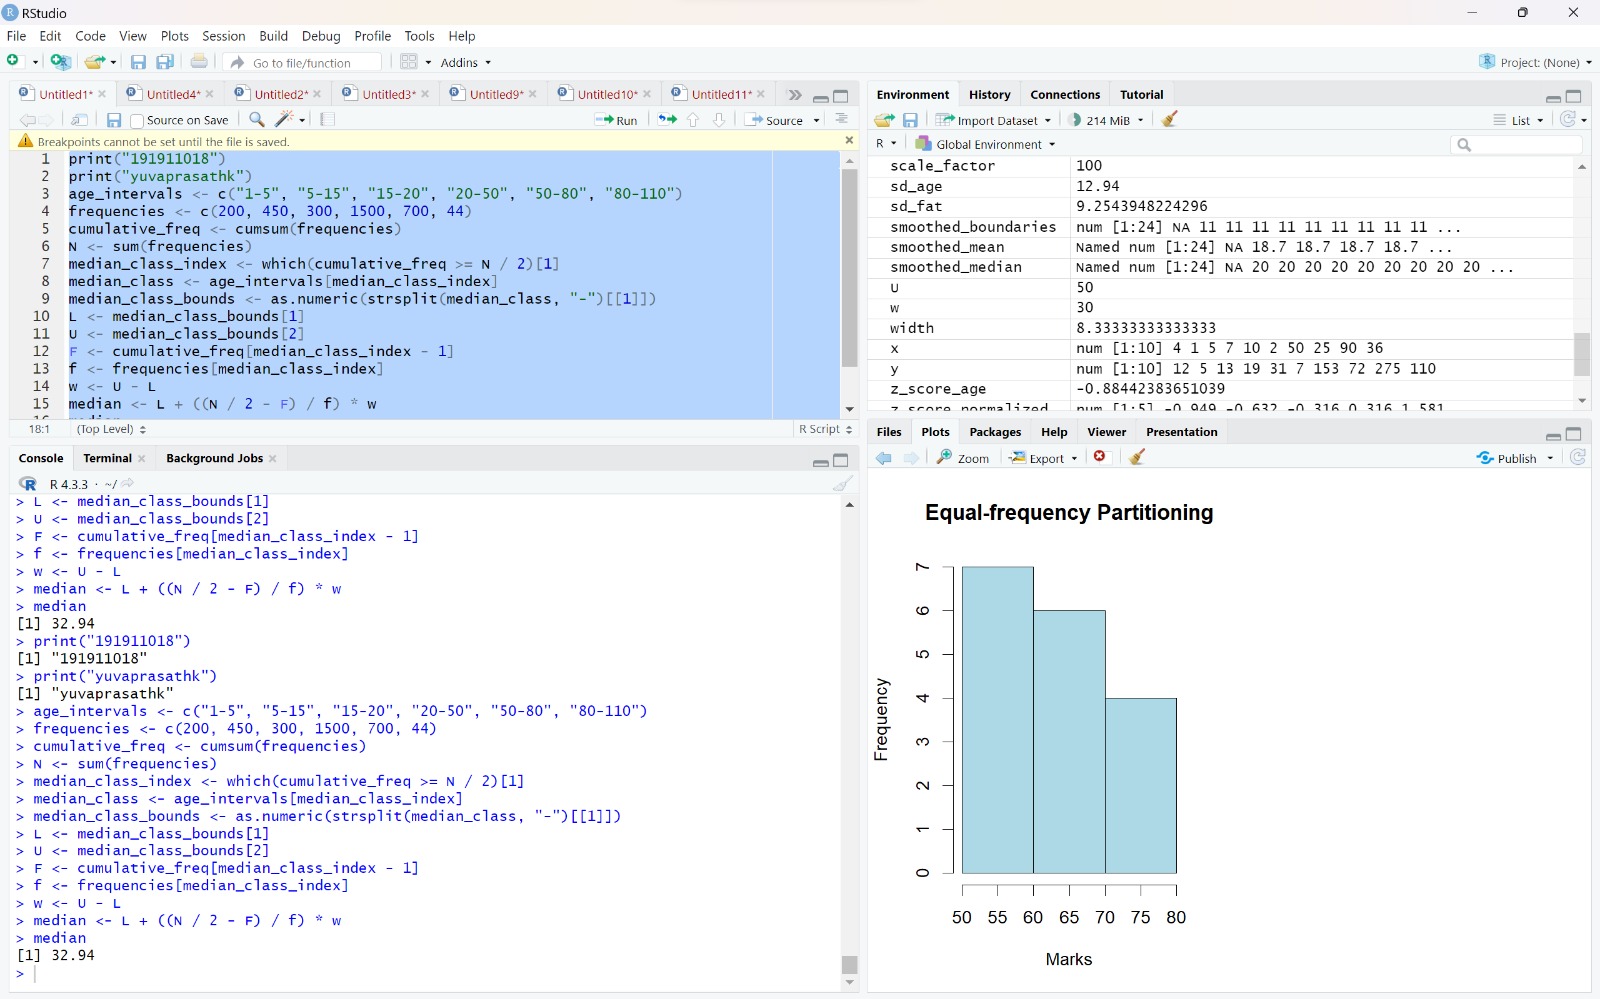 RStudio
File Edit Code View Plots Session Build Debug Profile Tools Help
Go to file/function Addins Project: (None)
Untitled1* Untitled4* Untitled2* Untitled3* Untitled9* Untitled10* Untitled11*
Source on Save Run Source
Breakpoints cannot be set until the file is saved.
1 print("191911018")
2 print("yuvaprasathk")
3 age_intervals <- c("1-5", "5-15", "15-20", "20-50", "50-80", "80-110")
4 frequencies <- c(200, 450, 300, 1500, 700, 44)
5 cumulative_freq <- cumsum(frequencies)
6 N <- sum(frequencies)
7 median_class_index <- which(cumulative_freq >= N / 2)[1]
8 median_class <- age_intervals[median_class_index]
9 median_class_bounds <- as.numeric(strsplit(median_class, "-")[[1]])
10 L <- median_class_bounds[1]
11 U <- median_class_bounds[2]
12 F <- cumulative_freq[median_class_index - 1]
13 f <- frequencies[median_class_index]
14 w <- U - L
15 median <- L + ((N / 2 - F) / f) * w
18:1 (Top Level) R Script
Console Terminal Background Jobs
R 4.3.3 · ~/
> L <- median_class_bounds[1]
> U <- median_class_bounds[2]
> F <- cumulative_freq[median_class_index - 1]
> f <- frequencies[median_class_index]
> w <- U - L
> median <- L + ((N / 2 - F) / f) * w
> median
[1] 32.94
> print("191911018")
[1] "191911018"
> print("yuvaprasathk")
[1] "yuvaprasathk"
> age_intervals <- c("1-5", "5-15", "15-20", "20-50", "50-80", "80-110")
> frequencies <- c(200, 450, 300, 1500, 700, 44)
> cumulative_freq <- cumsum(frequencies)
> N <- sum(frequencies)
> median_class_index <- which(cumulative_freq >= N / 2)[1]
> median_class <- age_intervals[median_class_index]
> median_class_bounds <- as.numeric(strsplit(median_class, "-")[[1]])
> L <- median_class_bounds[1]
> U <- median_class_bounds[2]
> F <- cumulative_freq[median_class_index - 1]
> f <- frequencies[median_class_index]
> w <- U - L
> median <- L + ((N / 2 - F) / f) * w
> median
[1] 32.94
>
Environment History Connections Tutorial
Import Dataset 214 MiB List
R Global Environment
scale_factor 100
sd_age 12.94
sd_fat 9.2543948224296
smoothed_boundaries num [1:24] NA 11 11 11 11 11 11 11 11 11 ...
smoothed_mean Named num [1:24] NA 18.7 18.7 18.7 18.7 ...
smoothed_median Named num [1:24] NA 20 20 20 20 20 20 20 20 20 ...
U 50
w 30
width 8.33333333333333
x num [1:10] 4 1 5 7 10 2 50 25 90 36
y num [1:10] 12 5 13 19 31 7 153 72 275 110
z_score_age -0.88442383651039
z_score_normalized num [1:5] -0.949 -0.632 -0.316 0.316 1.581
Files Plots Packages Help Viewer Presentation
Zoom Export Publish
Equal-frequency Partitioning
7
6
5
4
3
2
1
0
Frequency
50 55 60 65 70 75 80
Marks